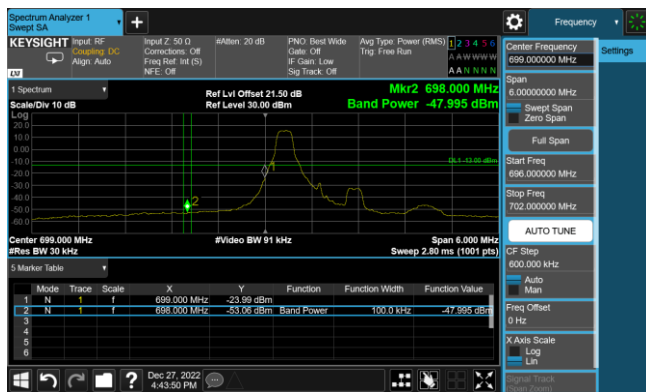 Spectrum Analyzer 1
Swept SA
Frequency
KEYSIGHT
Input: RF
Coupling: DC
Align: Auto
Input Z: 50 Ω
Corrections: Off
Freq Ref: Int (S)
NFE: Off
#Atten: 20 dB
PNO: Best Wide
Gate: Off
IF Gain: Low
Sig Track: Off
Avg Type: Power (RMS)
Trig: Free Run
1 2 3 4 5 6
A A W W W W
A A N N N N
LXI
1 Spectrum
Scale/Div 10 dB
Ref Lvl Offset 21.50 dB
Ref Level 30.00 dBm
Mkr2 698.000 MHz
Band Power -47.995 dBm
Log
20.0
10.0
0.00
-10.0
-20.0
-30.0
-40.0
-50.0
-60.0
DL1 -13.00 dBm
1
2
Center 699.000 MHz
#Res BW 30 kHz
#Video BW 91 kHz
Span 6.000 MHz
Sweep 2.80 ms (1001 pts)
5 Marker Table
Mode Trace Scale X Y Function Function Width Function Value
1 N 1 f 699.000 MHz -23.99 dBm
2 N 1 f 698.000 MHz -53.06 dBm Band Power 100.0 kHz -47.995 dBm
3
4
5
6
Dec 27, 2022
4:43:50 PM
Center Frequency
699.000000 MHz
Settings
Span
6.00000000 MHz
Swept Span
Zero Span
Full Span
Start Freq
696.000000 MHz
Stop Freq
702.000000 MHz
AUTO TUNE
CF Step
600.000 kHz
Auto
Man
Freq Offset
0 Hz
X Axis Scale
Log
Lin
Signal Track
(Span Zoom)